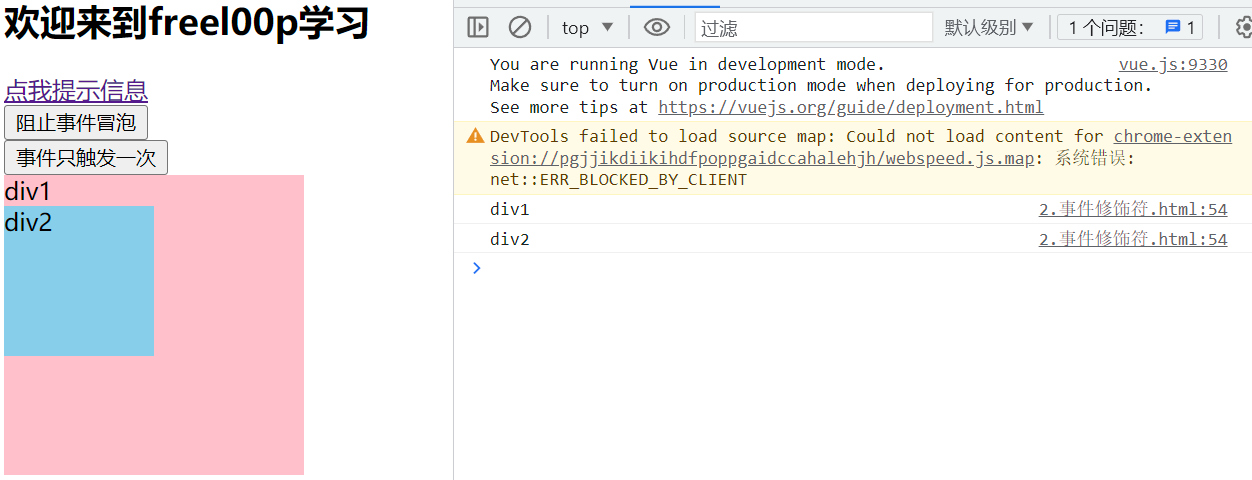 欢迎来到freel00p学习
点我提示信息
阻止事件冒泡
事件只触发一次
div1
div2
top
过滤
默认级别
1 个问题：
1
You are running Vue in development mode.
vue.js:9330
Make sure to turn on production mode when deploying for production.
See more tips at https://vuejs.org/guide/deployment.html
DevTools failed to load source map: Could not load content for chrome-exten
sion://pgjjikdiikihdfpoppgaidccahalehjh/webspeed.js.map: 系统错误:
net::ERR_BLOCKED_BY_CLIENT
div1
2.事件修饰符.html:54
div2
2.事件修饰符.html:54